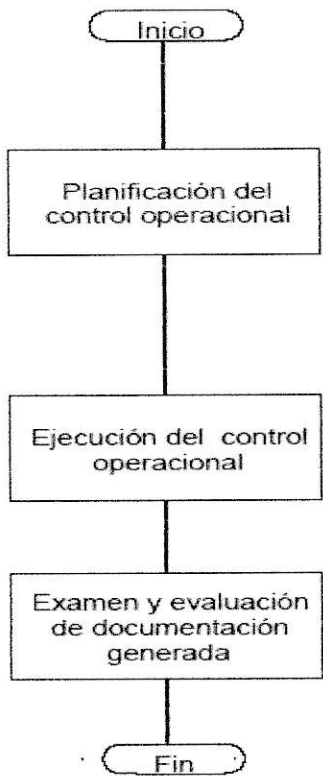 Inicio
Planificación del
control operacional
Ejecución del control
operacional
Examen y evaluación
de documentación
generada
Fin